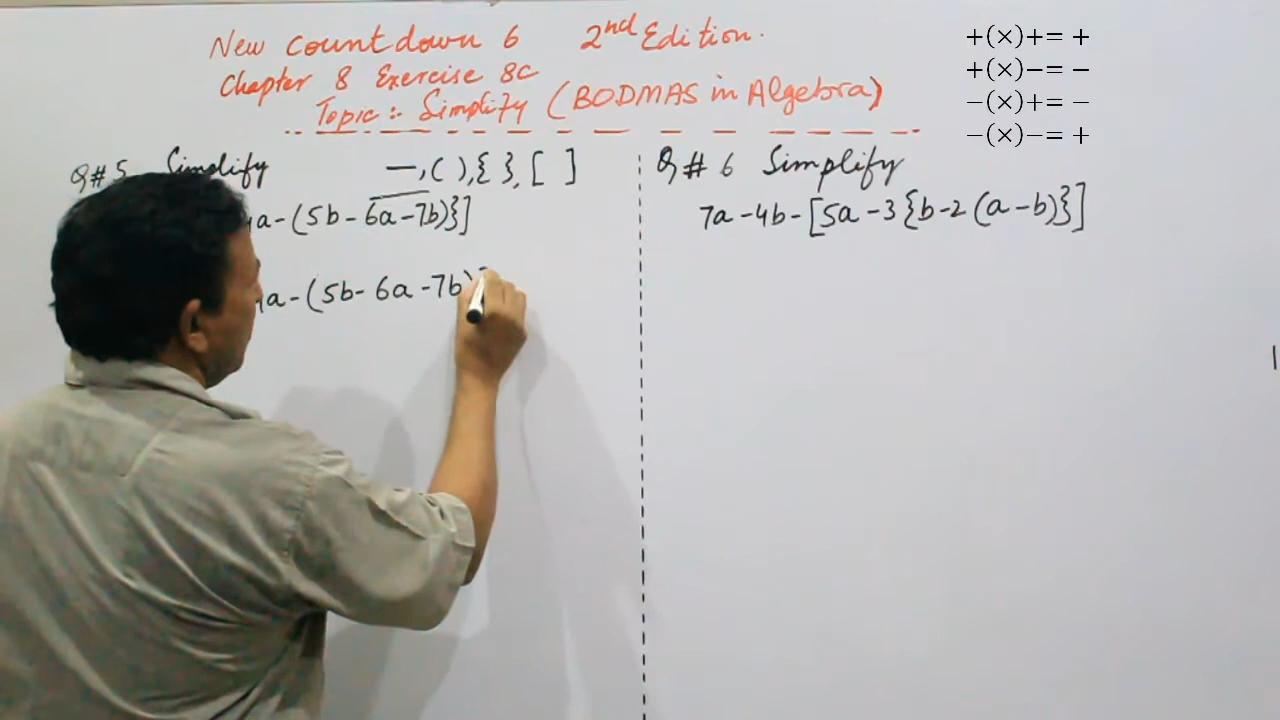 New Countdown 6 2nd Edition.
Chapter 8 Exercise 8C
Topic :- Simplify (BODMAS in Algebra)
+(×)+= +
+(×)−= −
−(×)+= −
−(×)−= +
Q# 5 Simplify —,( ),{ },[ ]
a-(5b-6a-7b)}]
a-(5b-6a-7b)
Q# 6 Simplify
7a-4b-[5a-3{b-2(a-b)}]